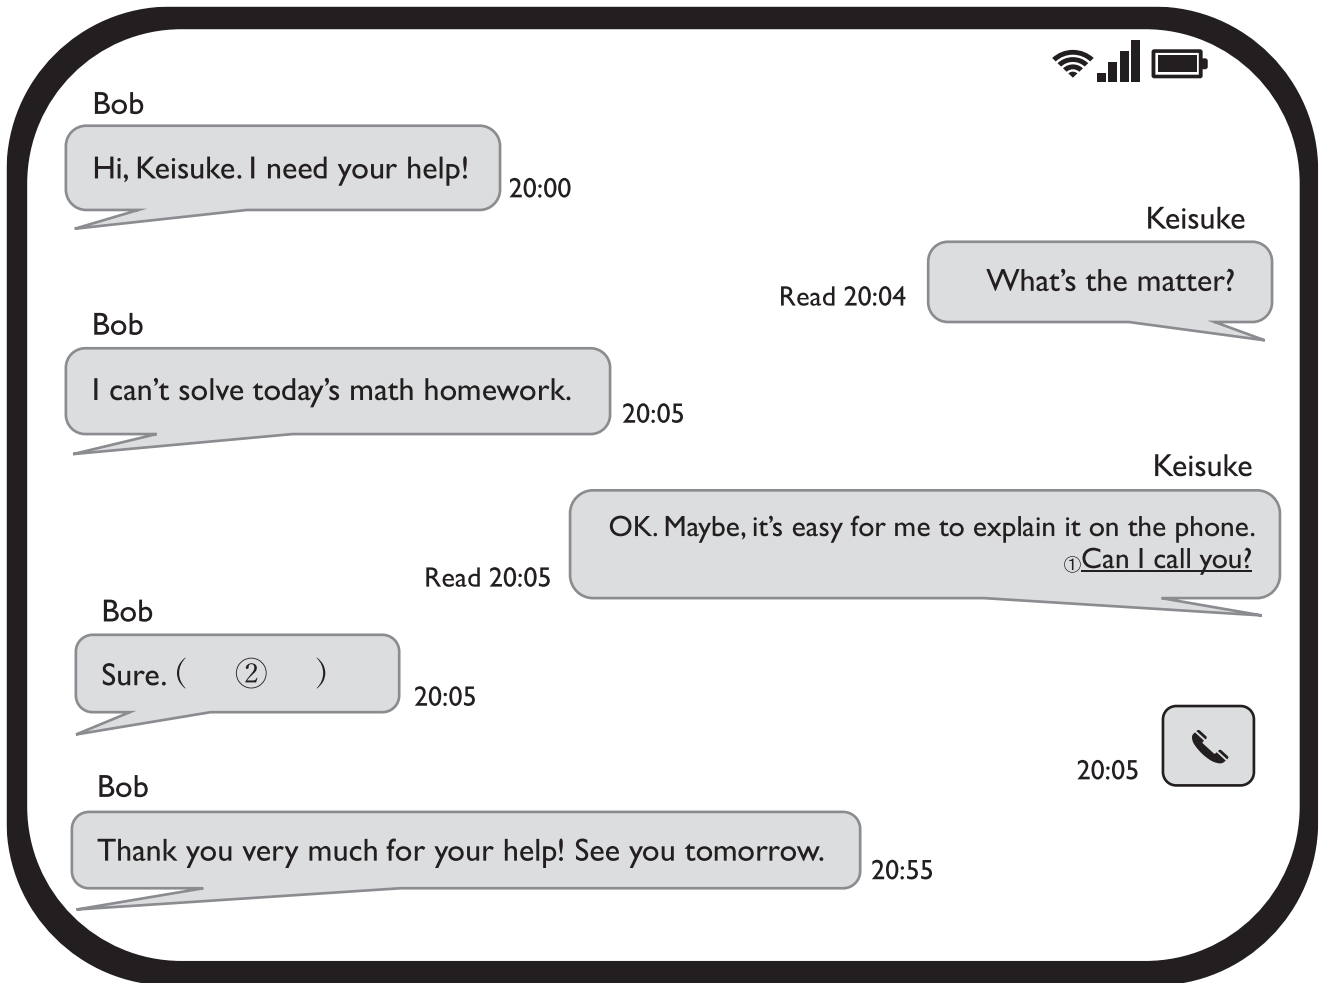 Bob
Hi, Keisuke. I need your help!
20:00
Keisuke
What's the matter?
Read 20:04
Bob
I can't solve today's math homework.
20:05
Keisuke
OK. Maybe, it's easy for me to explain it on the phone.
①Can I call you?
Read 20:05
Bob
Sure. ( ② )
20:05
20:05
Bob
Thank you very much for your help! See you tomorrow.
20:55